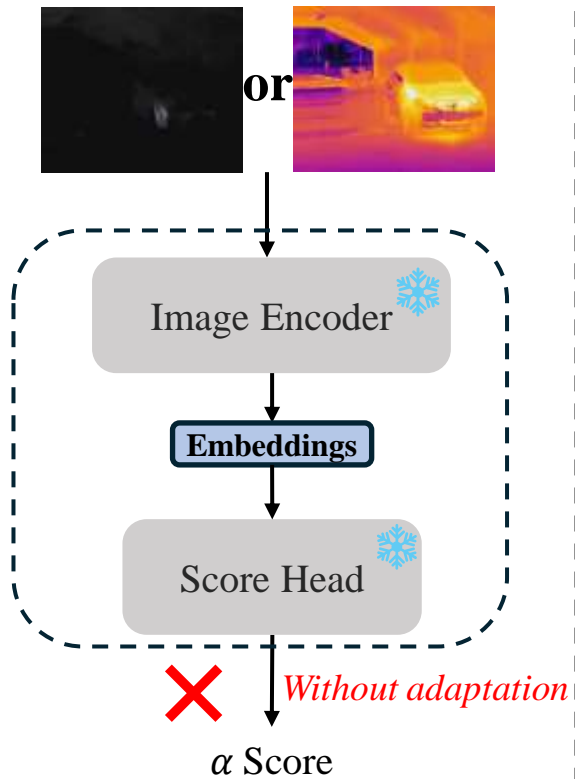 or
Image Encoder
Embeddings
Score Head
Without adaptation
α Score